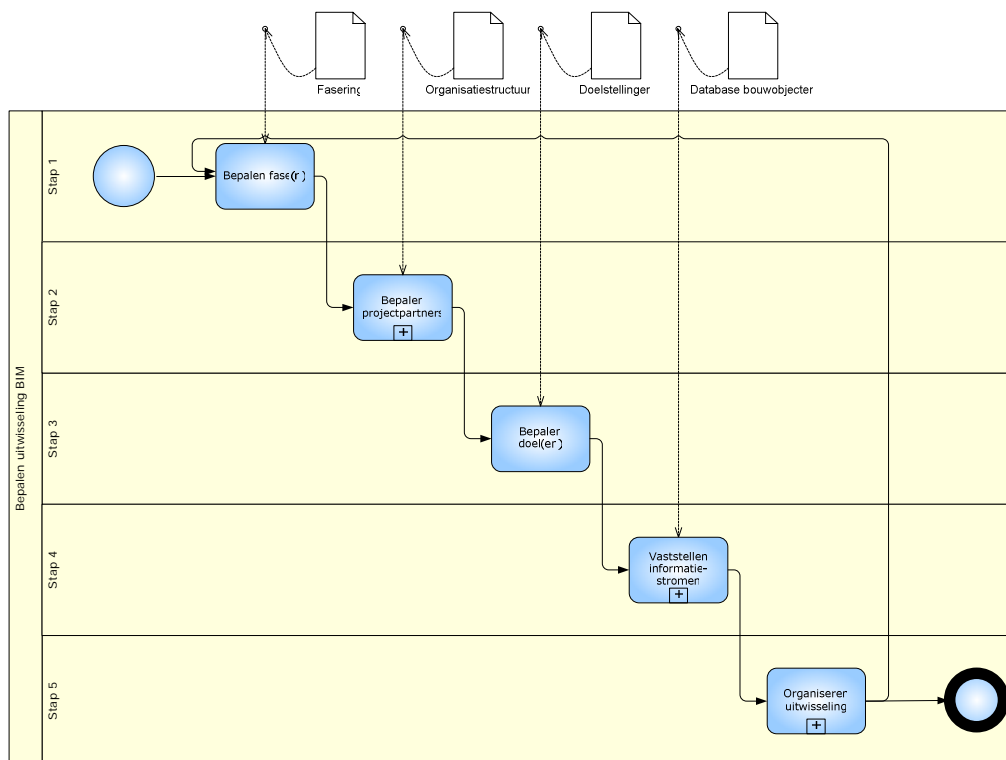 Fasering
Organisatiestructuur
Doelstellingen
Database bouwobjecten
Bepalen uitwisseling BIM
Stap 1
Bepalen fase(n)
Stap 2
Bepalen
projectpartners
Stap 3
Bepalen
doel(en)
Stap 4
Vaststellen
informatie-
stromen
Stap 5
Organiseren
uitwisseling